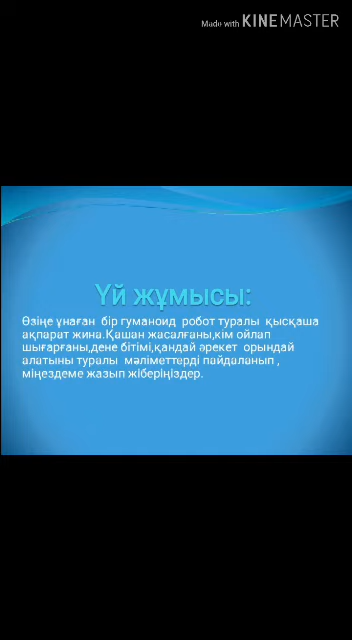 Made with KINEMASTER
Үй жұмысы:
Өзіңе ұнаған бір гуманоид робот туралы қысқаша
ақпарат жина.Қашан жасалғаны,кім ойлап
шығарғаны,дене бітімі,қандай әрекет орындай
алатыны туралы мәліметтерді пайдаланып ,
міңездеме жазып жіберіңіздер.